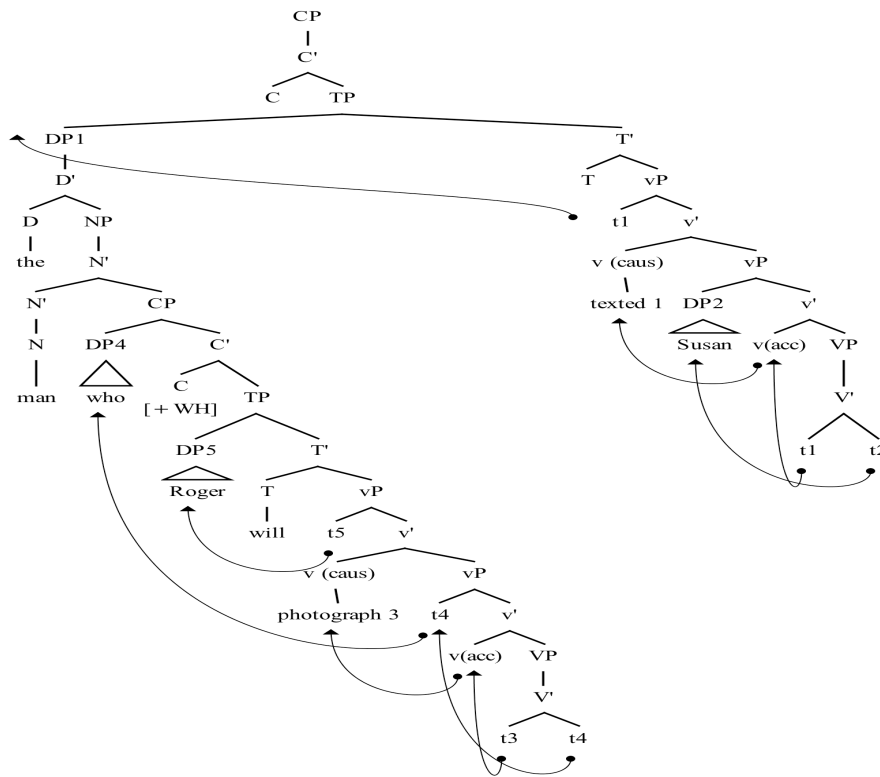 CP
C'
C TP
DP1 T'
D' T vP
D NP t1 v'
the N' v (caus) vP
N' CP texted 1 DP2 v'
N DP4 C' Susan v(acc) VP
man who C V'
[+ WH] TP
DP5 T' t1 t2
Roger T vP
will t5 v'
v (caus) vP
photograph 3 t4 v'
v(acc) VP
V'
t3 t4